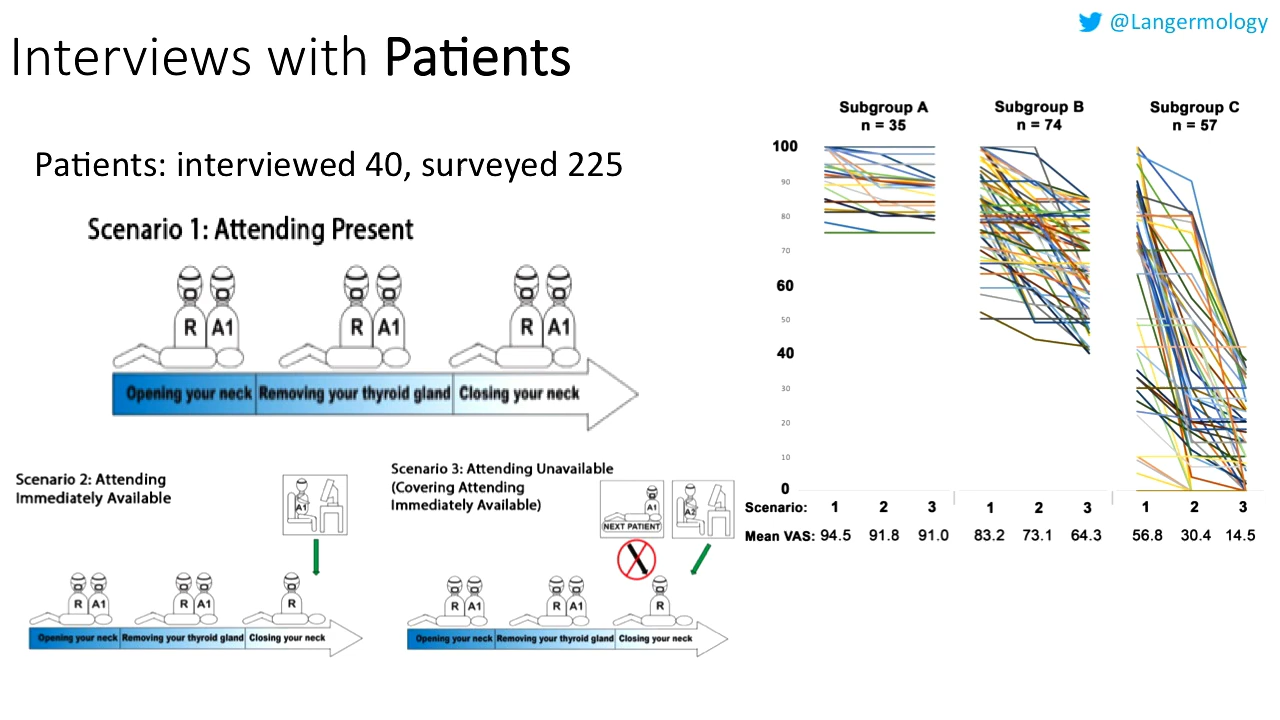 @Langermology
Interviews with Patients
Patients: interviewed 40, surveyed 225
Scenario 1: Attending Present
R A1
R A1
R A1
Opening your neck
Removing your thyroid gland
Closing your neck
Scenario 2: Attending
Immediately Available
A1
R A1
R A1
R
Opening your neck
Removing your thyroid gland
Closing your neck
Scenario 3: Attending Unavailable
(Covering Attending
Immediately Available)
A1
NEXT PATIENT
A2
R A1
R A1
R
Opening your neck
Removing your thyroid gland
Closing your neck
Subgroup A
n = 35
Subgroup B
n = 74
Subgroup C
n = 57
100
90
80
70
60
50
40
30
20
10
0
Scenario: 1 2 3 1 2 3 1 2 3
Mean VAS: 94.5 91.8 91.0 83.2 73.1 64.3 56.8 30.4 14.5